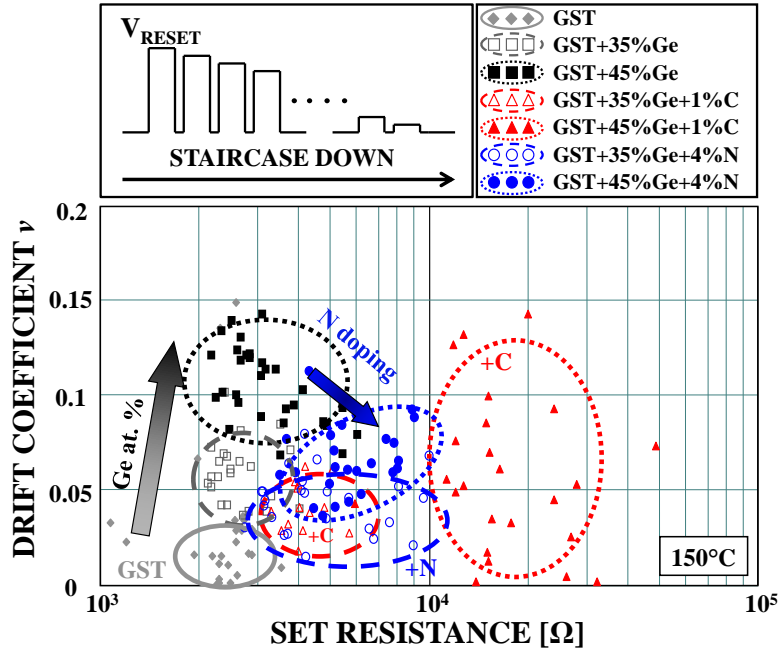 V_RESET
. . . . .
STAIRCASE DOWN
GST
GST+35%Ge
GST+45%Ge
GST+35%Ge+1%C
GST+45%Ge+1%C
GST+35%Ge+4%N
GST+45%Ge+4%N
DRIFT COEFFICIENT ν
0.2
0.15
0.1
0.05
0
Ge at. %
N doping
+C
+C
+N
GST
150°C
10³
10⁴
10⁵
SET RESISTANCE [Ω]